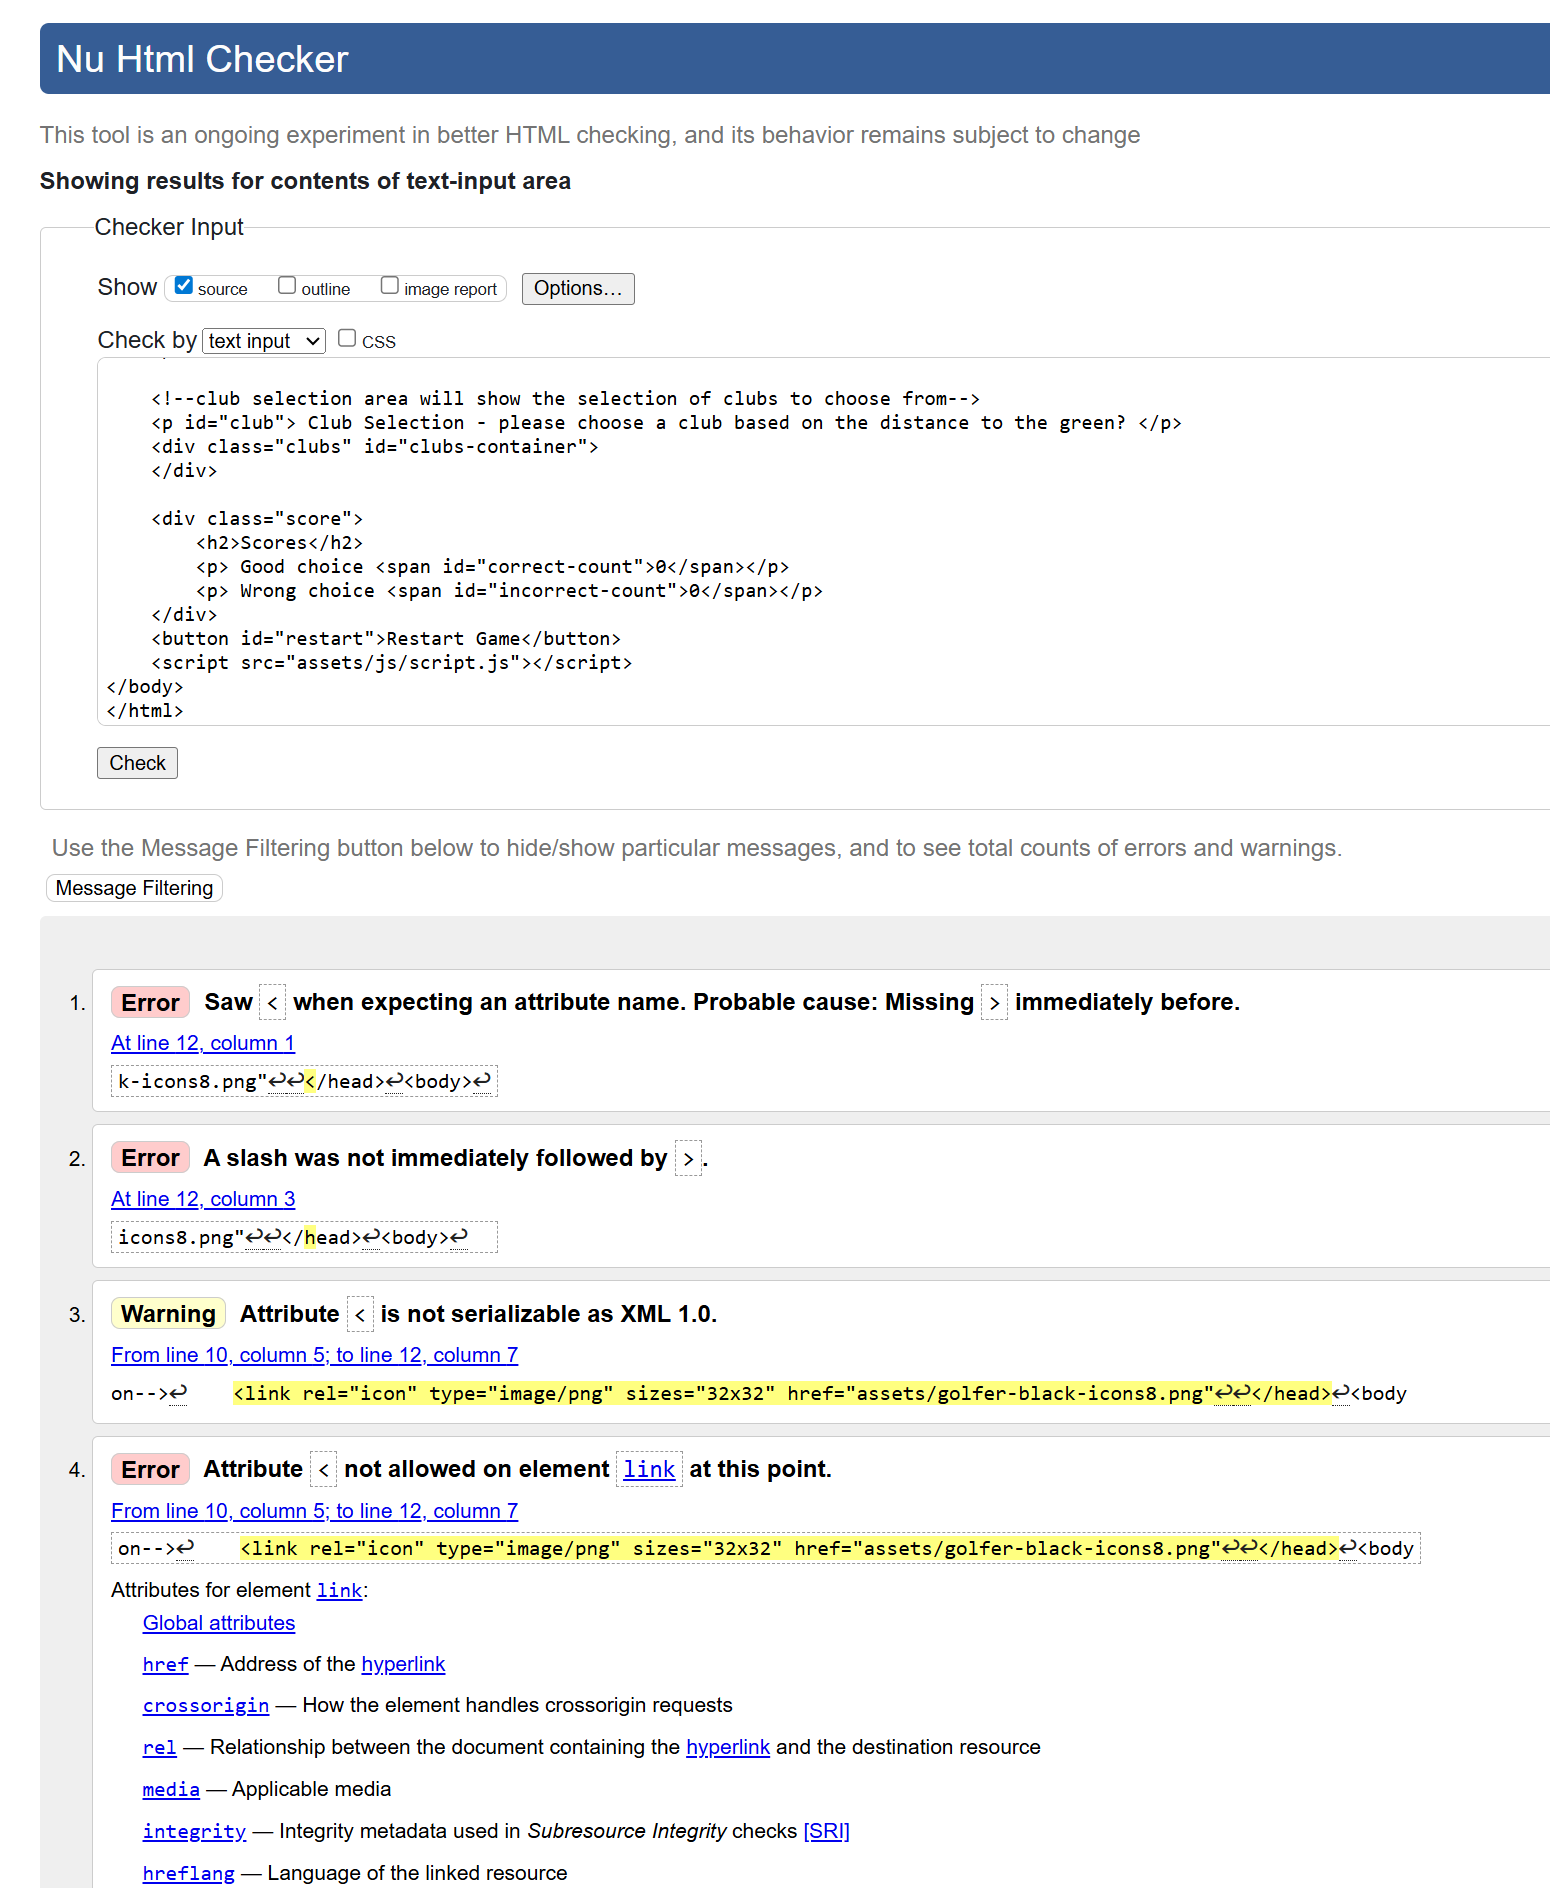 Nu Html Checker
This tool is an ongoing experiment in better HTML checking, and its behavior remains subject to change
Showing results for contents of text-input area
Checker Input
Show source outline image report Options...
Check by text input CSS
<!--club selection area will show the selection of clubs to choose from-->
<p id="club"> Club Selection - please choose a club based on the distance to the green? </p>
<div class="clubs" id="clubs-container">
</div>
<div class="score">
<h2>Scores</h2>
<p> Good choice <span id="correct-count">0</span></p>
<p> Wrong choice <span id="incorrect-count">0</span></p>
</div>
<button id="restart">Restart Game</button>
<script src="assets/js/script.js"></script>
</body>
</html>
Check
Use the Message Filtering button below to hide/show particular messages, and to see total counts of errors and warnings.
Message Filtering
1. Error Saw < when expecting an attribute name. Probable cause: Missing > immediately before.
At line 12, column 1
k-icons8.png"↩↩</head>↩<body>↩
2. Error A slash was not immediately followed by >.
At line 12, column 3
icons8.png"↩↩</head>↩<body>↩
3. Warning Attribute < is not serializable as XML 1.0.
From line 10, column 5; to line 12, column 7
on-->↩ <link rel="icon" type="image/png" sizes="32x32" href="assets/golfer-black-icons8.png"↩↩</head>↩<body
4. Error Attribute < not allowed on element link at this point.
From line 10, column 5; to line 12, column 7
on-->↩ <link rel="icon" type="image/png" sizes="32x32" href="assets/golfer-black-icons8.png"↩↩</head>↩<body
Attributes for element link:
Global attributes
href — Address of the hyperlink
crossorigin — How the element handles crossorigin requests
rel — Relationship between the document containing the hyperlink and the destination resource
media — Applicable media
integrity — Integrity metadata used in Subresource Integrity checks [SRI]
hreflang — Language of the linked resource